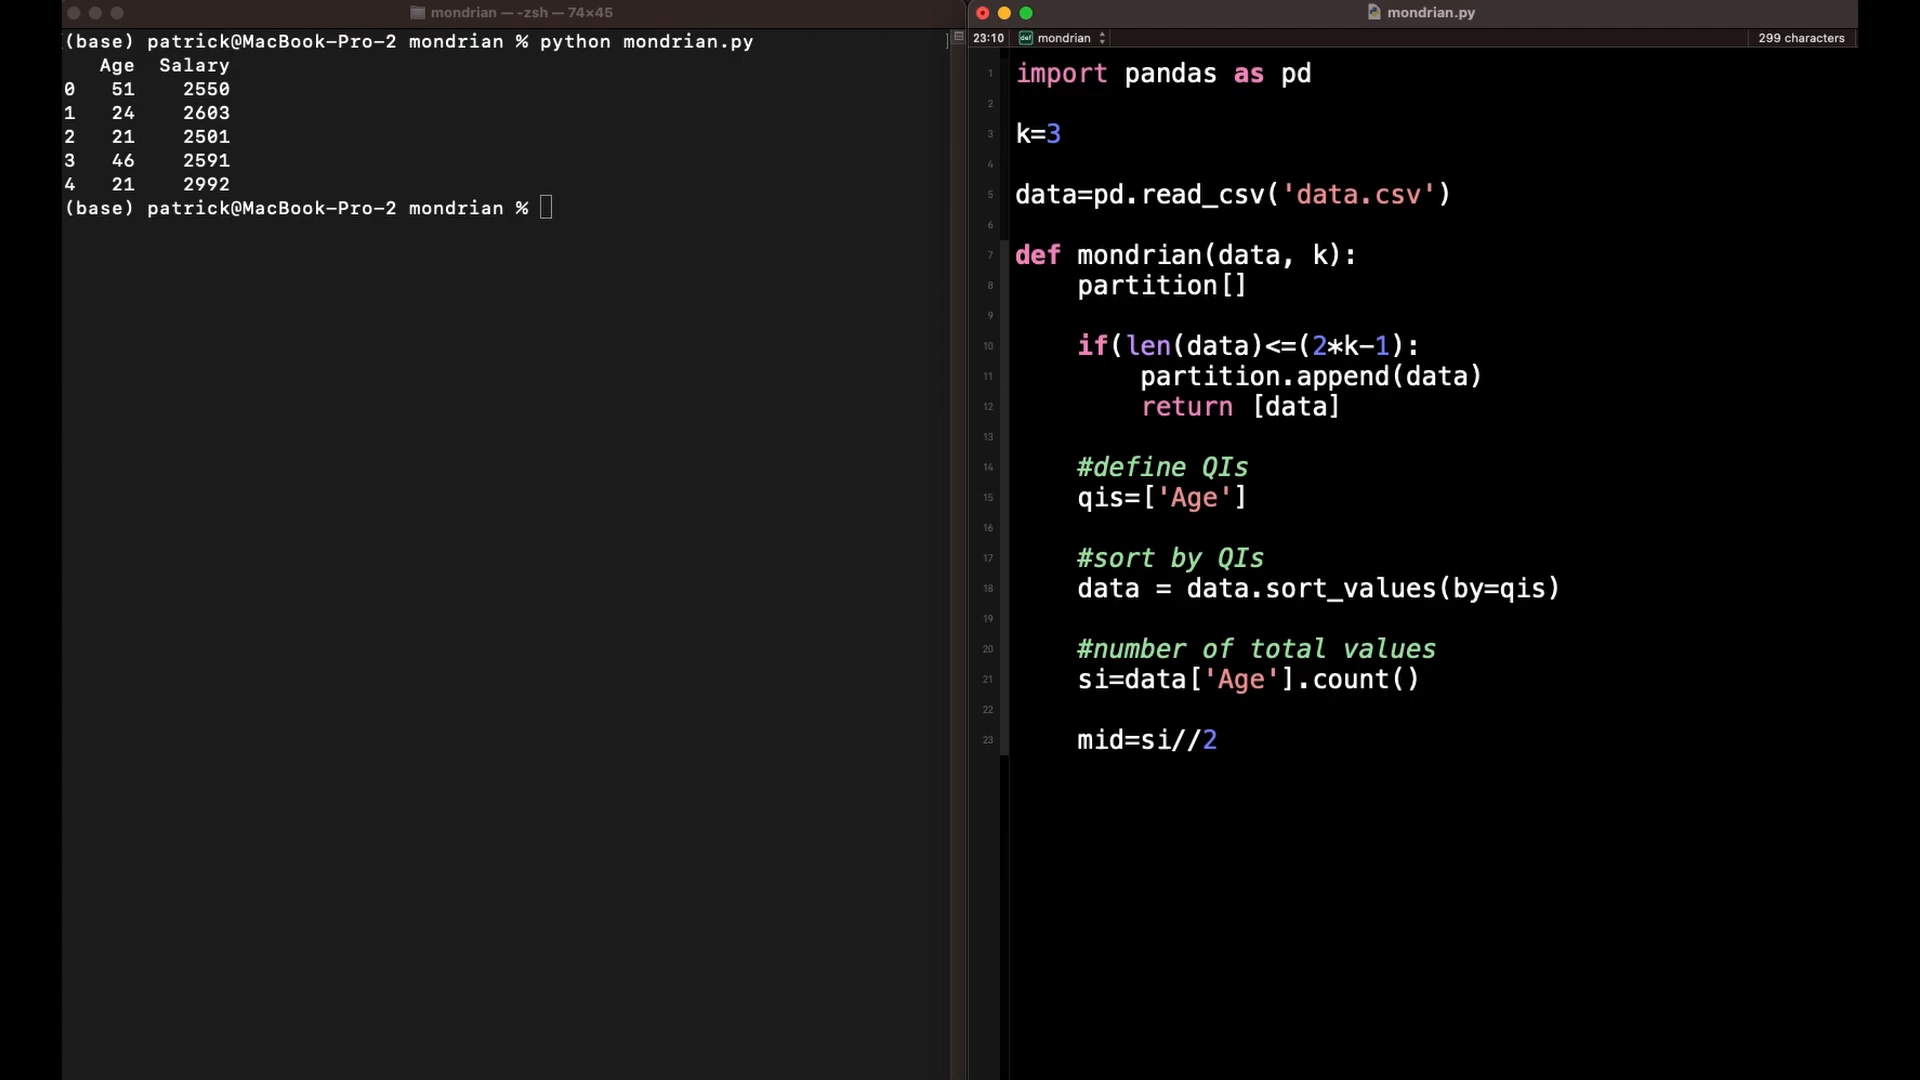 mondrian — -zsh — 74×45
(base) patrick@MacBook-Pro-2 mondrian % python mondrian.py
Age Salary
0 51 2550
1 24 2603
2 21 2501
3 46 2591
4 21 2992
(base) patrick@MacBook-Pro-2 mondrian %
mondrian.py
23:10 def mondrian 299 characters
1 import pandas as pd
2
3 k=3
4
5 data=pd.read_csv('data.csv')
6
7 def mondrian(data, k):
8 partition[]
9
10 if(len(data)<=(2*k-1):
11 partition.append(data)
12 return [data]
13
14 #define QIs
15 qis=['Age']
16
17 #sort by QIs
18 data = data.sort_values(by=qis)
19
20 #number of total values
21 si=data['Age'].count()
22
23 mid=si//2